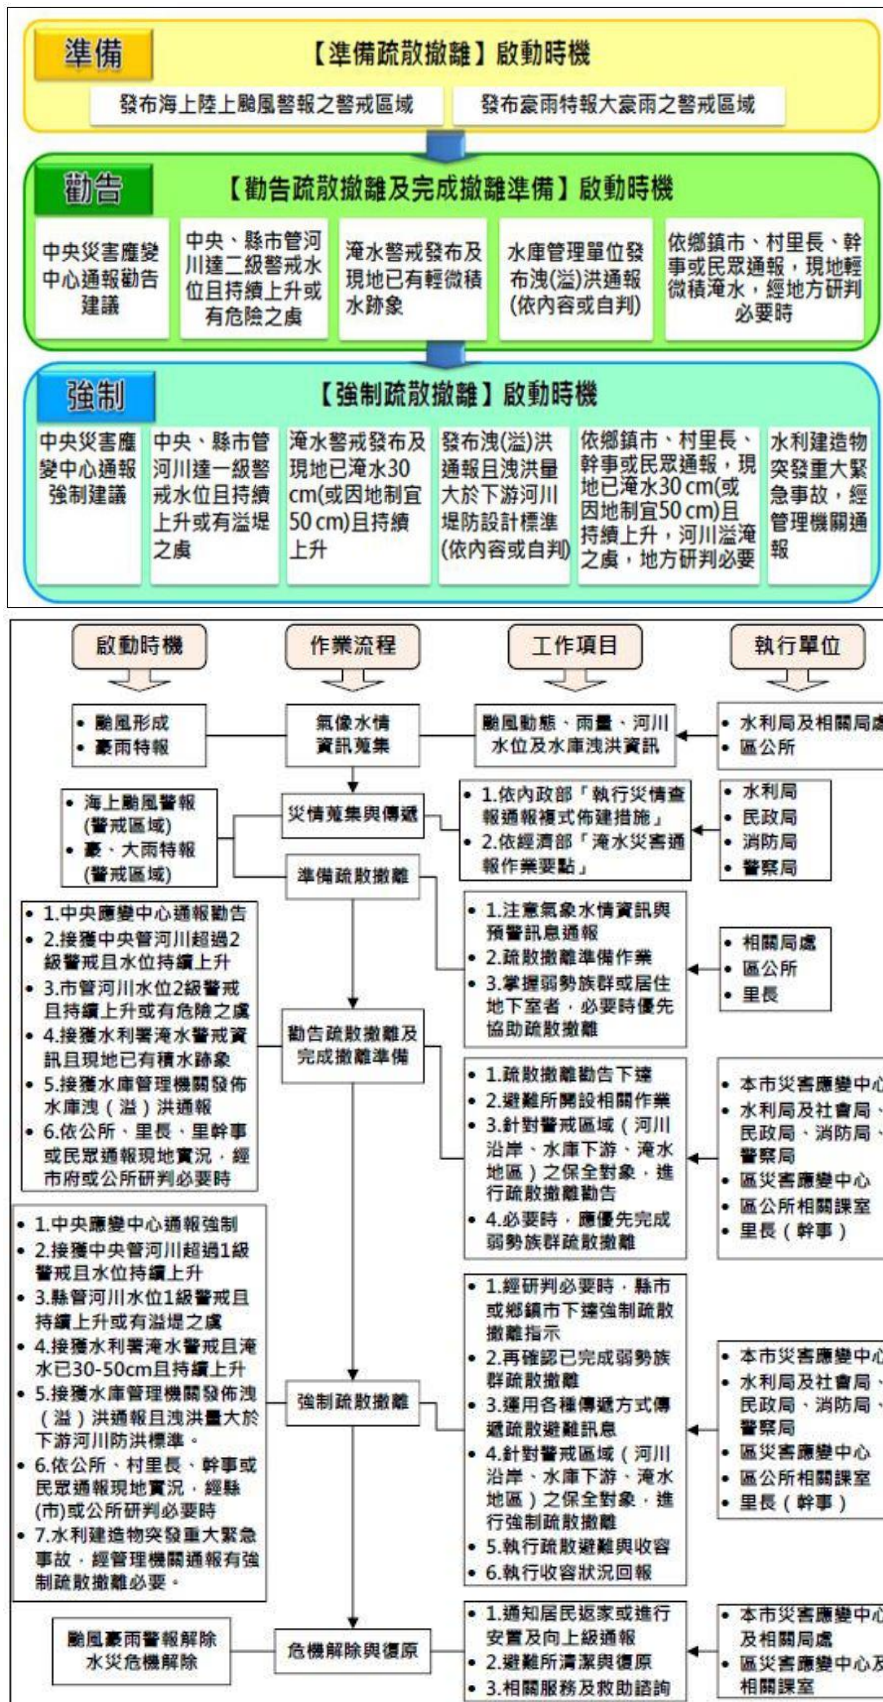 準備
【準備疏散撤離】啟動時機
發布海上陸上颱風警報之警戒區域
發布豪雨特報大豪雨之警戒區域
勸告
【勸告疏散撤離及完成撤離準備】啟動時機
中央災害應變
中心通報勸告
建議
中央、縣市管河
川達二級警戒水
位且持續上升或
有危險之虞
淹水警戒發布及
現地已有輕微積
水跡象
水庫管理單位發
布洩(溢)洪通報
(依內容或自判)
依鄉鎮市、村里長、幹
事或民眾通報，現地輕
微積淹水，經地方研判
必要時
強制
【強制疏散撤離】啟動時機
中央災害應
變中心通報
強制建議
中央、縣市管
河川達一級警
戒水位且持續
上升或有溢堤
之虞
淹水警戒發布及
現地已淹水30
cm(或因地制宜
50 cm)且持續
上升
發布洩(溢)洪
通報且洩洪量
大於下游河川
堤防設計標準
(依內容或自判)
依鄉鎮市、村里長、
幹事或民眾通報，現
地已淹水30 cm(或
因地制宜50 cm)且
持續上升，河川溢淹
之虞，地方研判必要
水利建造物
突發重大緊
急事故，經
管理機關通
報
啟動時機
作業流程
工作項目
執行單位
• 颱風形成
• 豪雨特報
氣像水情
資訊蒐集
颱風動態、雨量、河川
水位及水庫洩洪資訊
• 水利局及相關局處
• 區公所
• 海上颱風警報
(警戒區域)
• 豪、大雨特報
(警戒區域)
災情蒐集與傳遞
• 1.依內政部「執行災情查
報通報複式佈建措施」
• 2.依經濟部「淹水災害通
報作業要點」
• 水利局
• 民政局
• 消防局
• 警察局
準備疏散撤離
• 1.注意氣象水情資訊與
預警訊息通報
• 2.疏散撤離準備作業
• 3.掌握弱勢族群或居住
地下室者，必要時優先
協助疏散撤離
• 相關局處
• 區公所
• 里長
• 1.中央應變中心通報勸告
• 2.接獲中央管河川超過2
級警戒且水位持續上升
• 3.市管河川水位2級警戒
且持續上升或有危險之虞
• 4.接獲水利署淹水警戒資
訊且現地已有積水跡象
• 5.接獲水庫管理機關發佈
水庫洩（溢）洪通報
• 6.依公所、里長、里幹事
或民眾通報現地實況，經
市府或公所研判必要時
勸告疏散撤離及
完成撤離準備
• 1.疏散撤離勸告下達
• 2.避難所開設相關作業
• 3.針對警戒區域（河川
沿岸、水庫下游、淹水
地區）之保全對象，進
行疏散撤離勸告
• 4.必要時，應優先完成
弱勢族群疏散撤離
• 本市災害應變中心
• 水利局及社會局、
民政局、消防局、
警察局
• 區災害應變中心
• 區公所相關課室
• 里長（幹事）
• 1.中央應變中心通報強制
• 2.接獲中央管河川超過1級
警戒且水位持續上升
• 3.縣管河川水位1級警戒且
持續上升或有溢堤之虞
• 4.接獲水利署淹水警戒且淹
水已30-50cm且持續上升
• 5.接獲水庫管理機關發佈洩
（溢）洪通報且洩洪量大於
下游河川防洪標準。
• 6.依公所、村里長、幹事或
民眾通報現地實況，經縣
(市)或公所研判必要時
• 7.水利建造物突發重大緊急
事故，經管理機關通報有強
制疏散撤離必要。
強制疏散撤離
• 1.經研判必要時，縣市
或鄉鎮市下達強制疏散
撤離指示
• 2.再確認已完成弱勢族
群疏散撤離
• 3.運用各種傳遞方式傳
遞疏散避難訊息
• 4.針對警戒區域（河川
沿岸、水庫下游、淹水
地區）之保全對象，進
行強制疏散撤離
• 5.執行疏散避難與收容
• 6.執行收容狀況回報
• 本市災害應變中心
• 水利局及社會局、
民政局、消防局、
警察局
• 區災害應變中心
• 區公所相關課室
• 里長（幹事）
颱風豪雨警報解除
水災危機解除
危機解除與復原
• 1.通知居民返家或進行
安置及向上級通報
• 2.避難所清潔與復原
• 3.相關服務及救助諮詢
• 本市災害應變中心
及相關局處
• 區災害應變中心及
相關課室